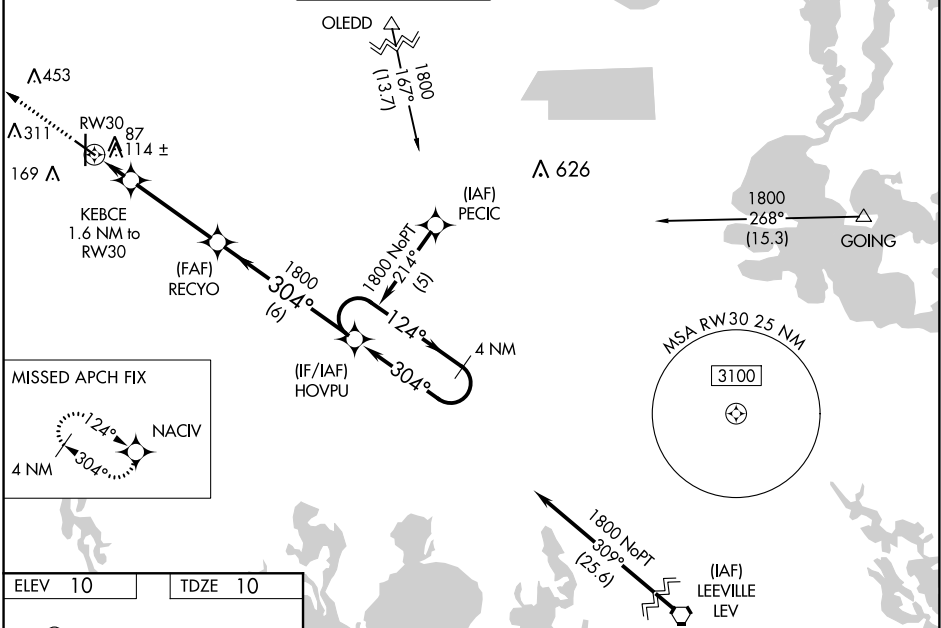 OLEDD
1800
167°
(13.7)
453
311
RW30
87
114 ±
169
626
KEBCE
1.6 NM to
RW30
(IAF)
PECIC
1800 NoPT
214°
(5)
1800
268°
(15.3)
GOING
(FAF)
RECYO
1800
304°
(6)
124°
4 NM
304°
(IF/IAF)
HOVPU
MSA RW30 25 NM
3100
MISSED APCH FIX
124°
NACIV
4 NM
304°
1800 NoPT
309°
(25.6)
(IAF)
LEEVILLE
LEV
ELEV 10
TDZE 10